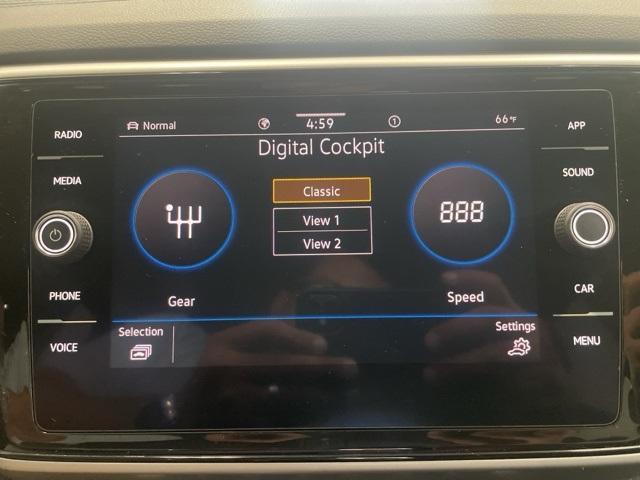 RADIO
MEDIA
PHONE
VOICE
Normal
4:59
1
66°F
Digital Cockpit
Classic
View 1
View 2
888
Gear
Speed
Selection
Settings
APP
SOUND
CAR
MENU